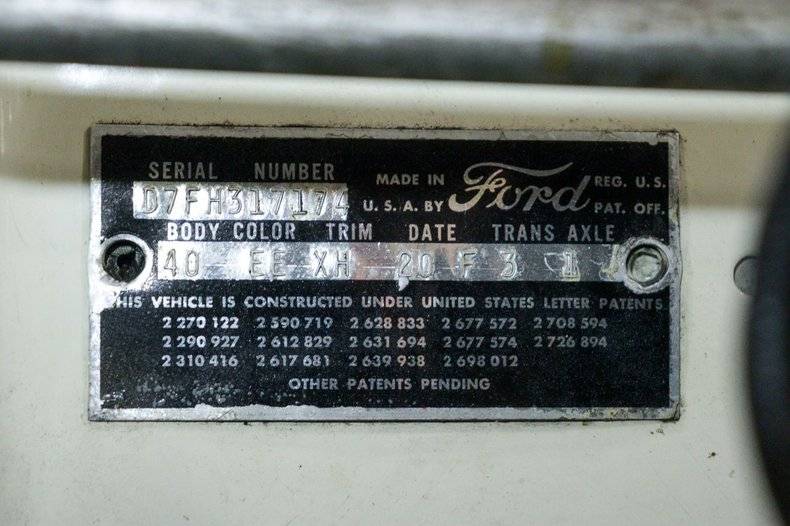 SERIAL NUMBER
D7FH317174
MADE IN
U.S.A. BY
Ford
REG. U.S.
PAT. OFF.
BODY COLOR TRIM DATE TRANS AXLE
40 EE XH 20 F 3 1
THIS VEHICLE IS CONSTRUCTED UNDER UNITED STATES LETTER PATENTS
2 270 122 2 590 719 2 628 833 2 677 572 2 708 594
2 290 927 2 612 829 2 631 694 2 677 574 2 726 894
2 310 416 2 617 681 2 639 938 2 698 012
OTHER PATENTS PENDING